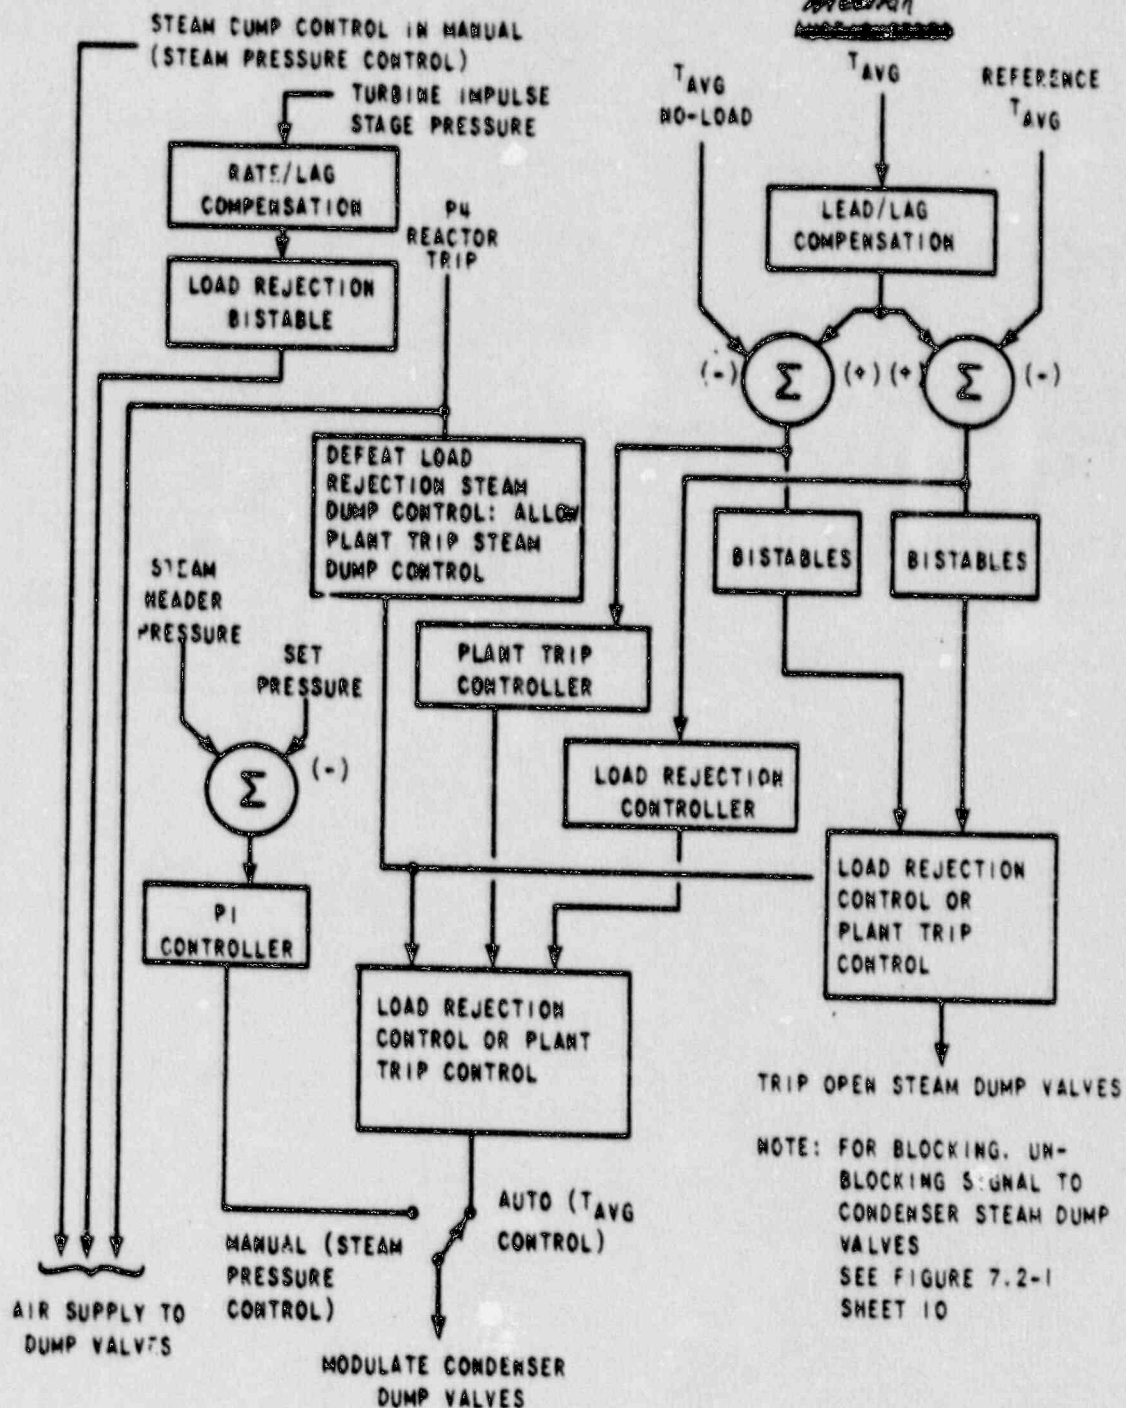 STEAM DUMP CONTROL IN MANUAL
(STEAM PRESSURE CONTROL)
TURBINE IMPULSE
STAGE PRESSURE
RATE/LAG
COMPENSATION
P4
REACTOR
TRIP
LOAD REJECTION
BISTABLE
T AVG
NO-LOAD
T AVG
REFERENCE
T AVG
LEAD/LAG
COMPENSATION
(-)
Σ
(+)
(+)
Σ
(-)
DEFEAT LOAD
REJECTION STEAM
DUMP CONTROL: ALLOW
PLANT TRIP STEAM
DUMP CONTROL
BISTABLES
BISTABLES
STEAM
HEADER
PRESSURE
SET
PRESSURE
PLANT TRIP
CONTROLLER
Σ
(-)
LOAD REJECTION
CONTROLLER
PI
CONTROLLER
LOAD REJECTION
CONTROL OR
PLANT TRIP
CONTROL
LOAD REJECTION
CONTROL OR PLANT
TRIP CONTROL
TRIP OPEN STEAM DUMP VALVES
NOTE: FOR BLOCKING, UN-
BLOCKING SIGNAL TO
CONDENSER STEAM DUMP
VALVES
SEE FIGURE 7.2-1
SHEET 10
AUTO (T AVG
CONTROL)
MANUAL (STEAM
PRESSURE
CONTROL)
AIR SUPPLY TO
DUMP VALVES
MODULATE CONDENSER
DUMP VALVES